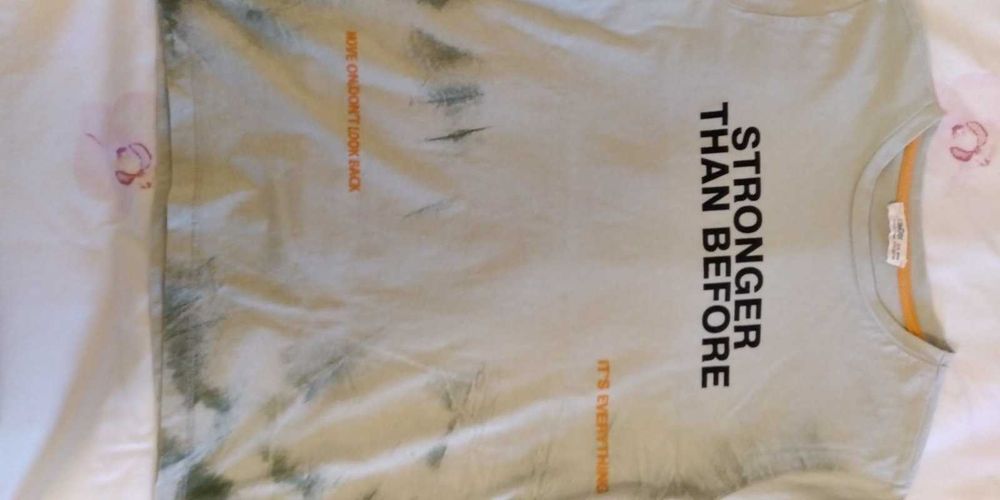 STRONGER
THAN BEFORE
IT'S EVERYTHING
MOVE ON DON'T LOOK BACK